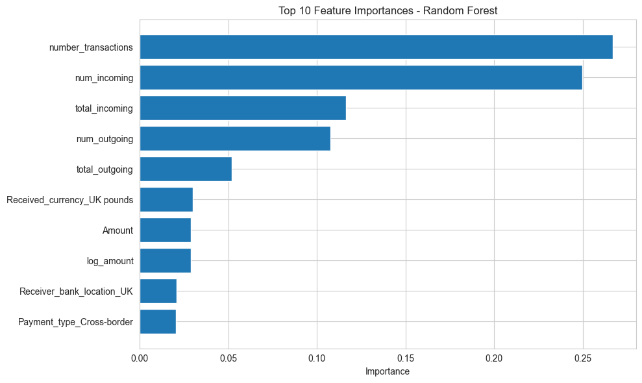 Top 10 Feature Importances - Random Forest
number_transactions
num_incoming
total_incoming
num_outgoing
total_outgoing
Received_currency_UK pounds
Amount
log_amount
Receiver_bank_location_UK
Payment_type_Cross-border
0.00 0.05 0.10 0.15 0.20 0.25
Importance